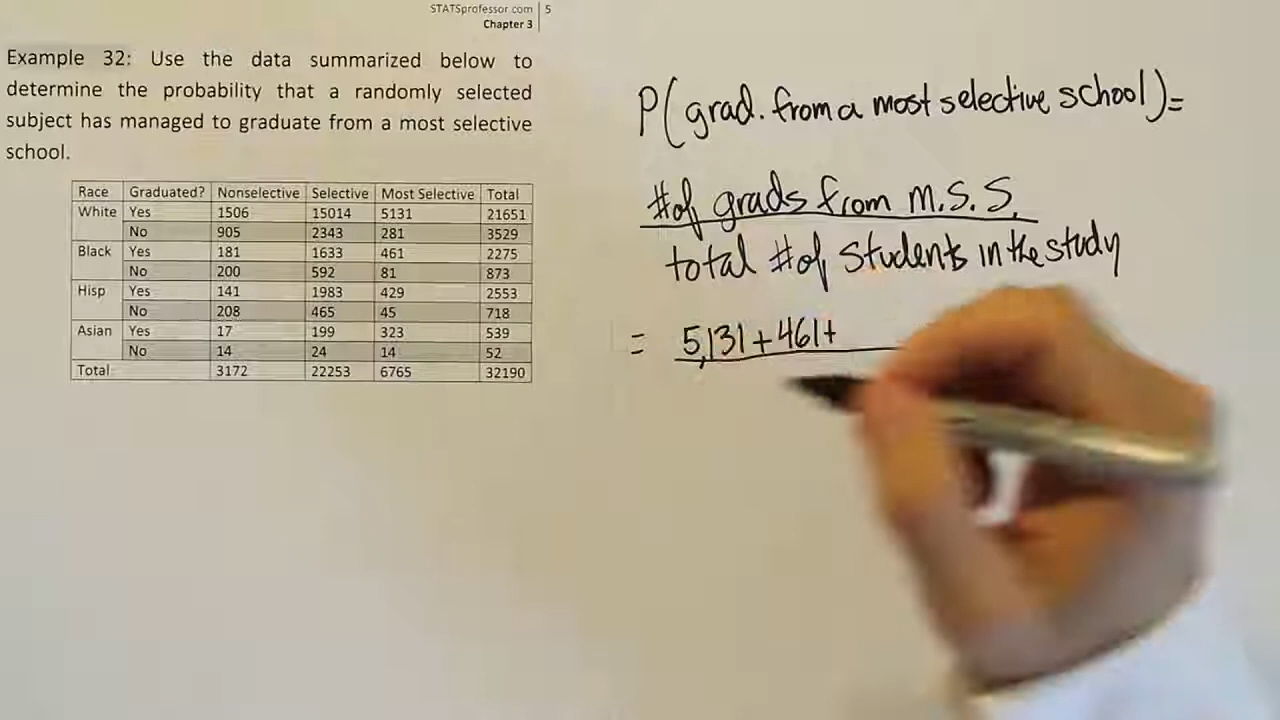 STATSprofessor.com | 5
Chapter 3
Example 32: Use the data summarized below to
determine the probability that a randomly selected
subject has managed to graduate from a most selective
school.
Race Graduated? Nonselective Selective Most Selective Total
White Yes 1506 15014 5131 21651
No 905 2343 281 3529
Black Yes 181 1633 461 2275
No 200 592 81 873
Hisp Yes 141 1983 429 2553
No 208 465 45 718
Asian Yes 17 199 323 539
No 14 24 14 52
Total 3172 22253 6765 32190
P(grad. from a most selective school)=
#of grads from m.S.S.
total #of students in the study
= 5,131+461+